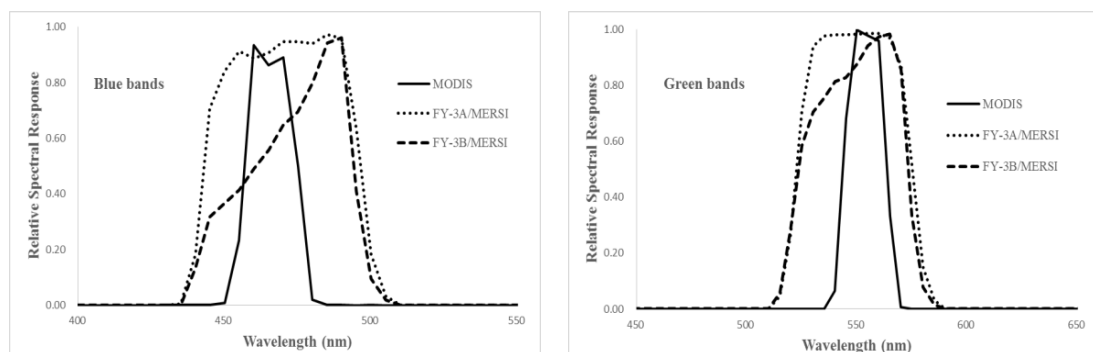 1.00
0.80
0.60
0.40
0.20
0.00
Relative Spectral Response
Blue bands
MODIS
FY-3A/MERSI
FY-3B/MERSI
400
450
500
550
Wavelength (nm)
1.00
0.80
0.60
0.40
0.20
0.00
Relative Spectral Response
Green bands
MODIS
FY-3A/MERSI
FY-3B/MERSI
450
500
550
600
650
Wavelength (nm)